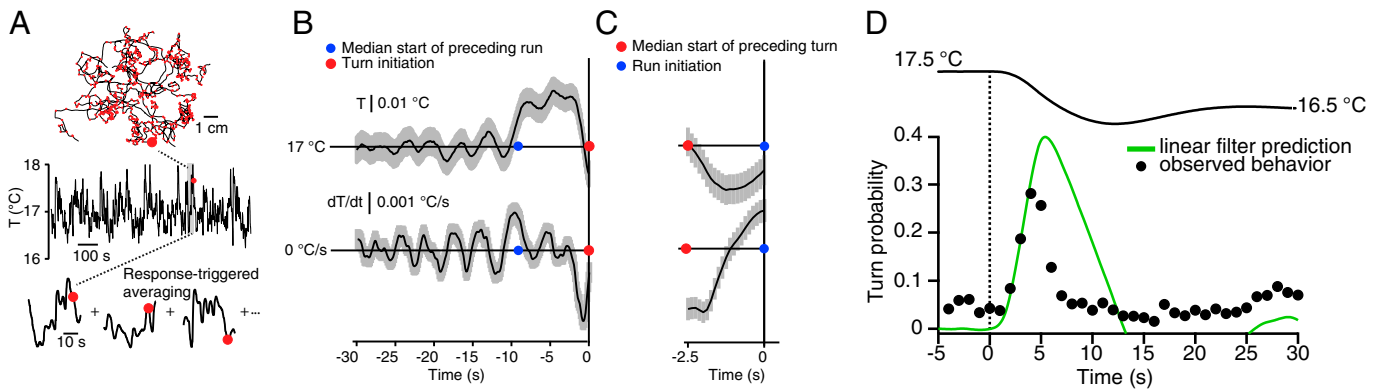 A
1 cm
18
17
16
T (°C)
100 s
Response-triggered
averaging
+
+
+...
10 s
B
Median start of preceding run
Turn initiation
T 0.01 °C
17 °C
dT/dt 0.001 °C/s
0 °C/s
-30 -25 -20 -15 -10 -5 0
Time (s)
C
Median start of preceding turn
Run initiation
-2.5 0
Time (s)
D
17.5 °C
16.5 °C
linear filter prediction
observed behavior
0.4
0.3
0.2
0.1
0
Turn probability
-5 0 5 10 15 20 25 30
Time (s)